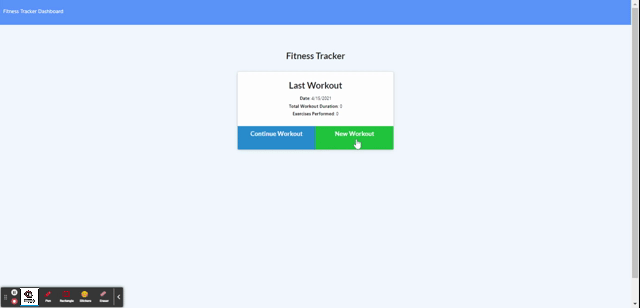 Fitness Tracker Dashboard
Fitness Tracker
Last Workout
Date: 4/10/2021
Total Workout Duration: 0
Exercises Performed: 0
Continue Workout New Workout
Pen Rectangle Stickers Eraser